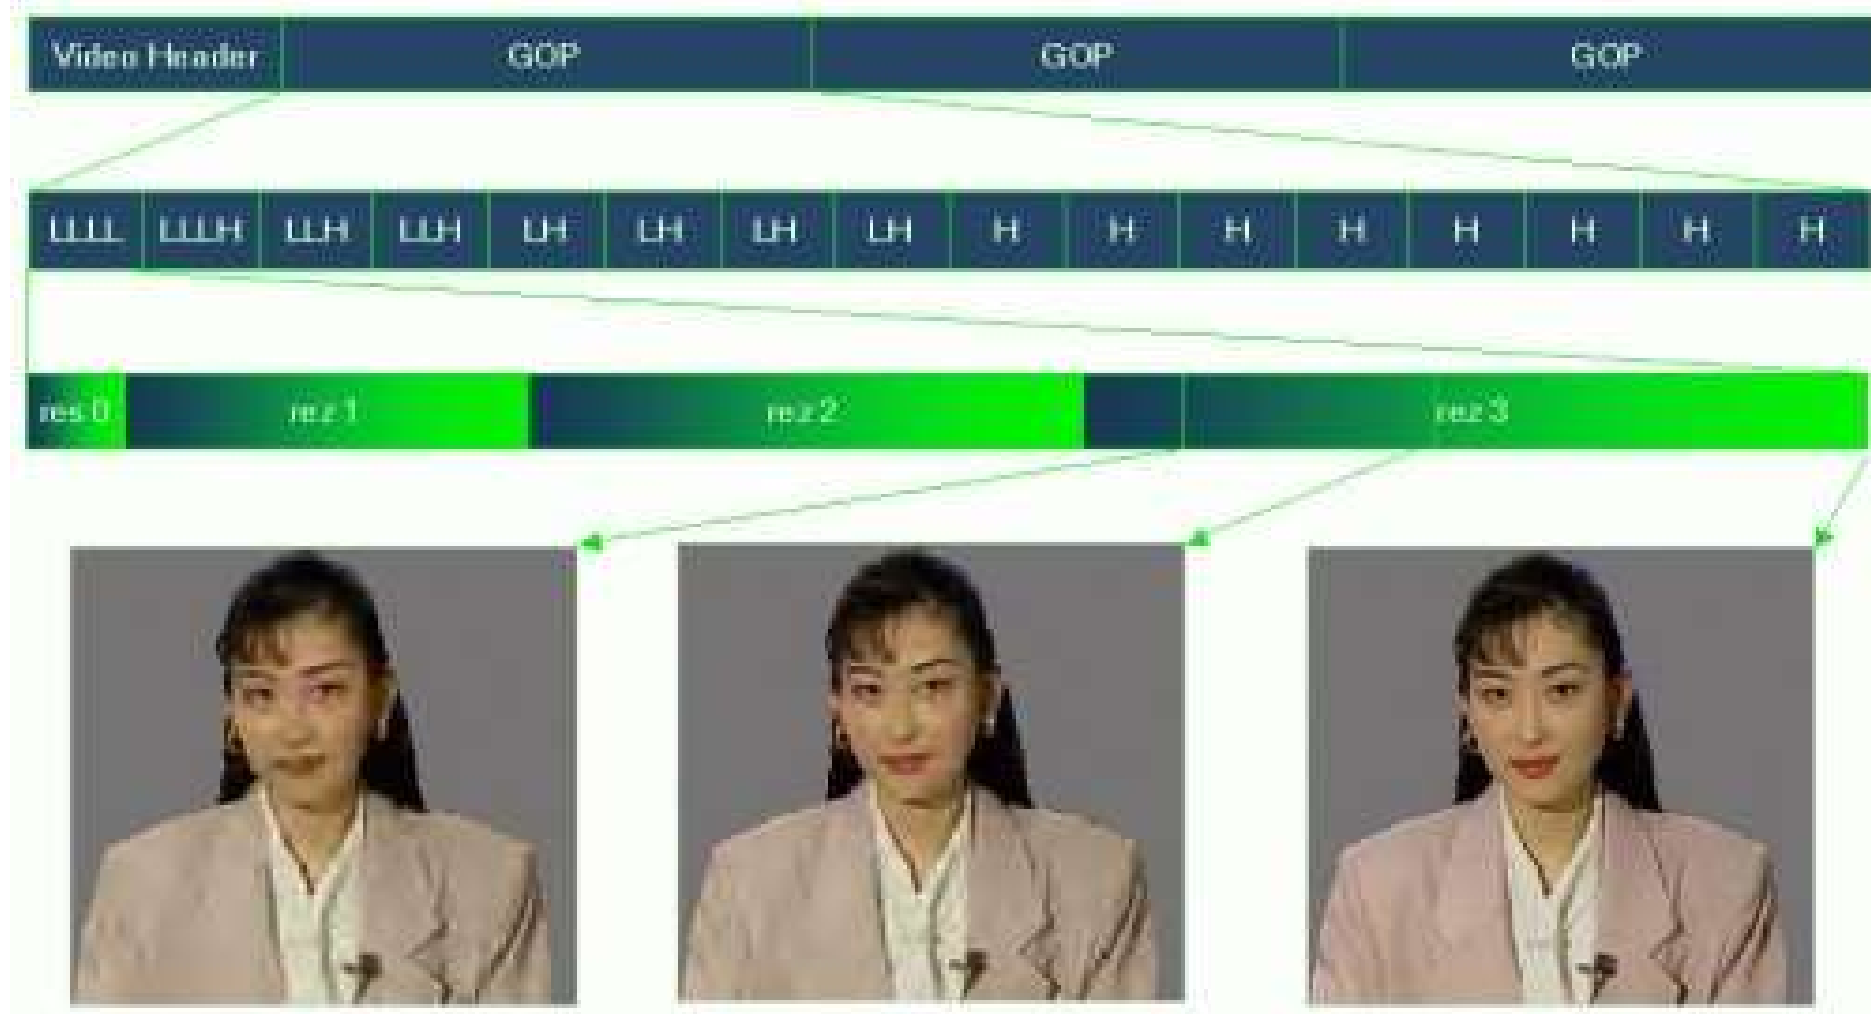 Video Header GOP GOP GOP
LLLL LLLH LLH LLH LH LH LH LH H H H H H H H H
res 0 rez 1 rez 2 rez 3